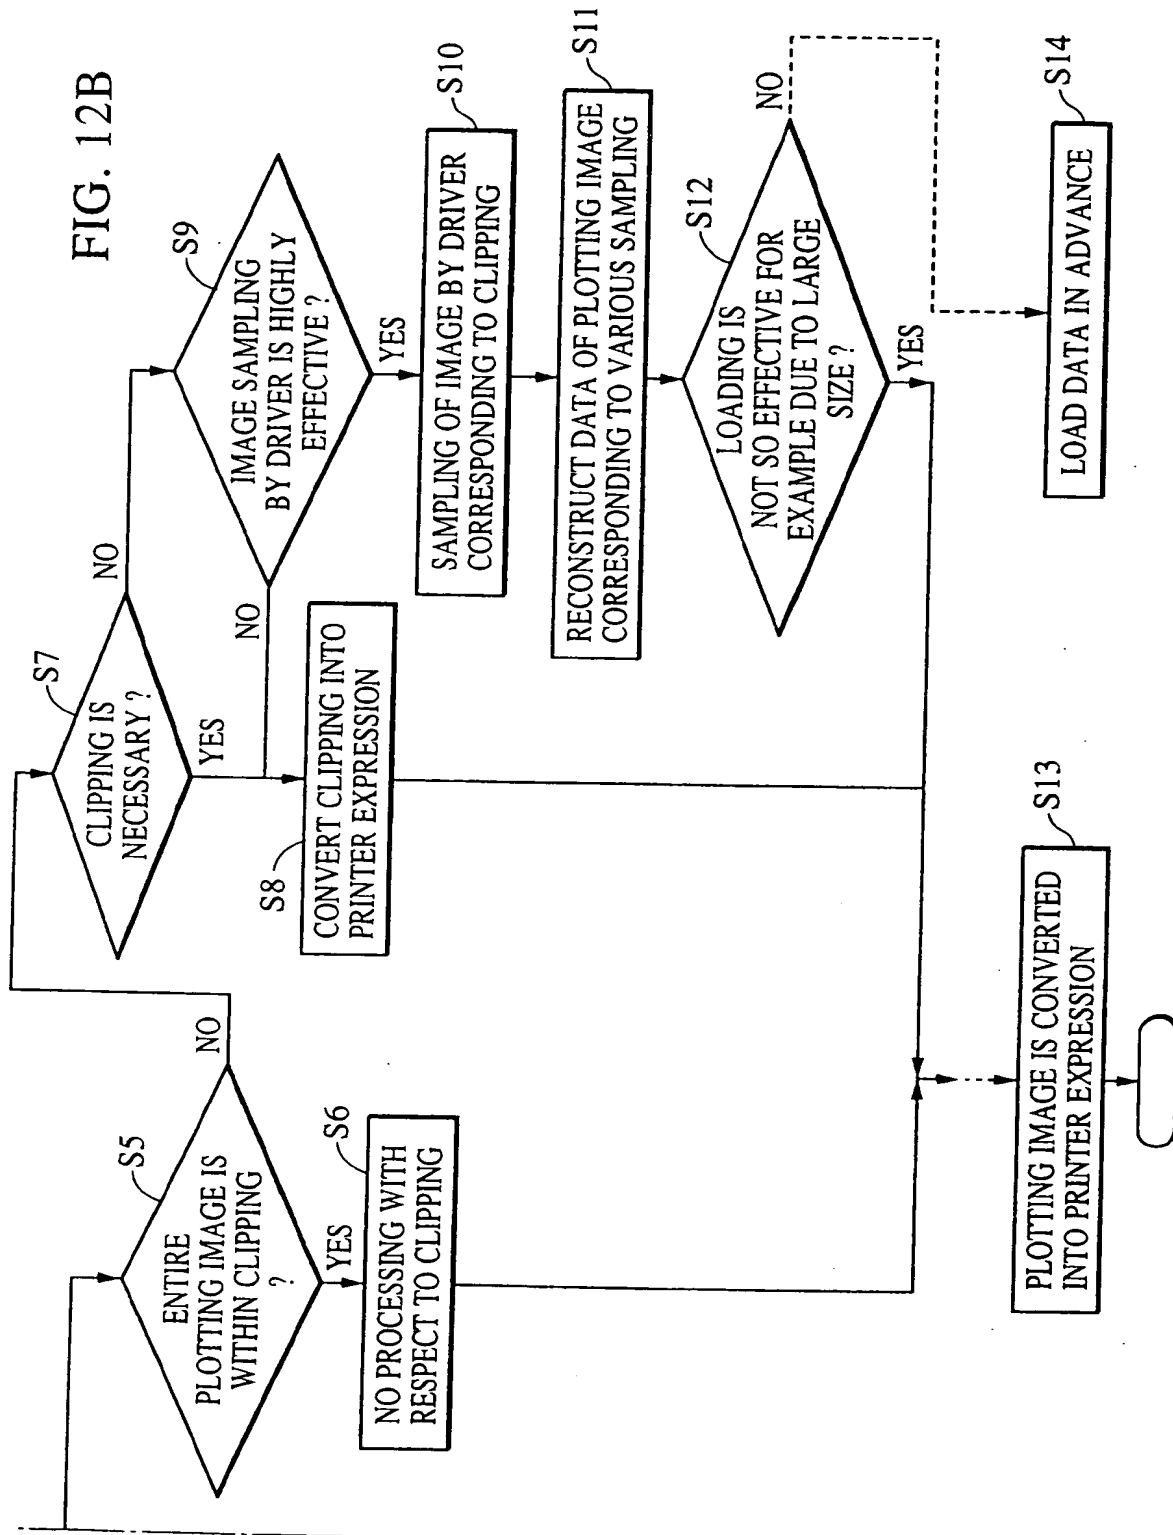 FIG. 12B
S5
ENTIRE
PLOTTING IMAGE IS
WITHIN CLIPPING
?
NO
YES
S6
NO PROCESSING WITH
RESPECT TO CLIPPING
S7
CLIPPING IS
NECESSARY ?
NO
YES
S8
CONVERT CLIPPING INTO
PRINTER EXPRESSION
S9
IMAGE SAMPLING
BY DRIVER IS HIGHLY
EFFECTIVE ?
NO
YES
S10
SAMPLING OF IMAGE BY DRIVER
CORRESPONDING TO CLIPPING
S11
RECONSTRUCT DATA OF PLOTTING IMAGE
CORRESPONDING TO VARIOUS SAMPLING
S12
LOADING IS
NOT SO EFFECTIVE FOR
EXAMPLE DUE TO LARGE
SIZE ?
NO
YES
S13
PLOTTING IMAGE IS CONVERTED
INTO PRINTER EXPRESSION
S14
LOAD DATA IN ADVANCE